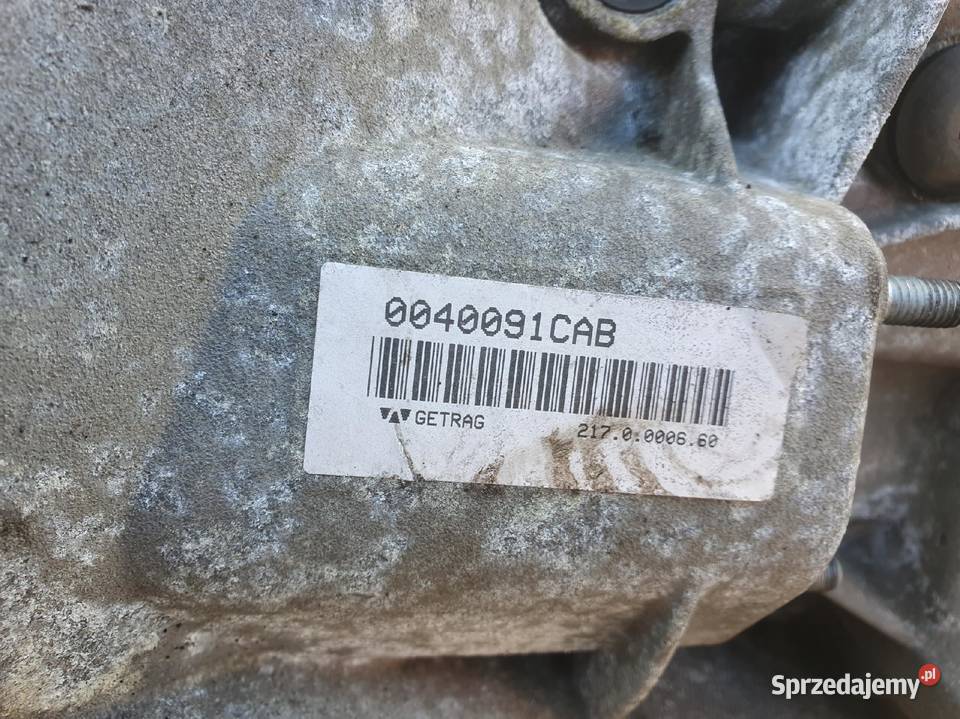 0040091CAB
GETRAG
217.0.0006.60
Sprzedajemy.pl